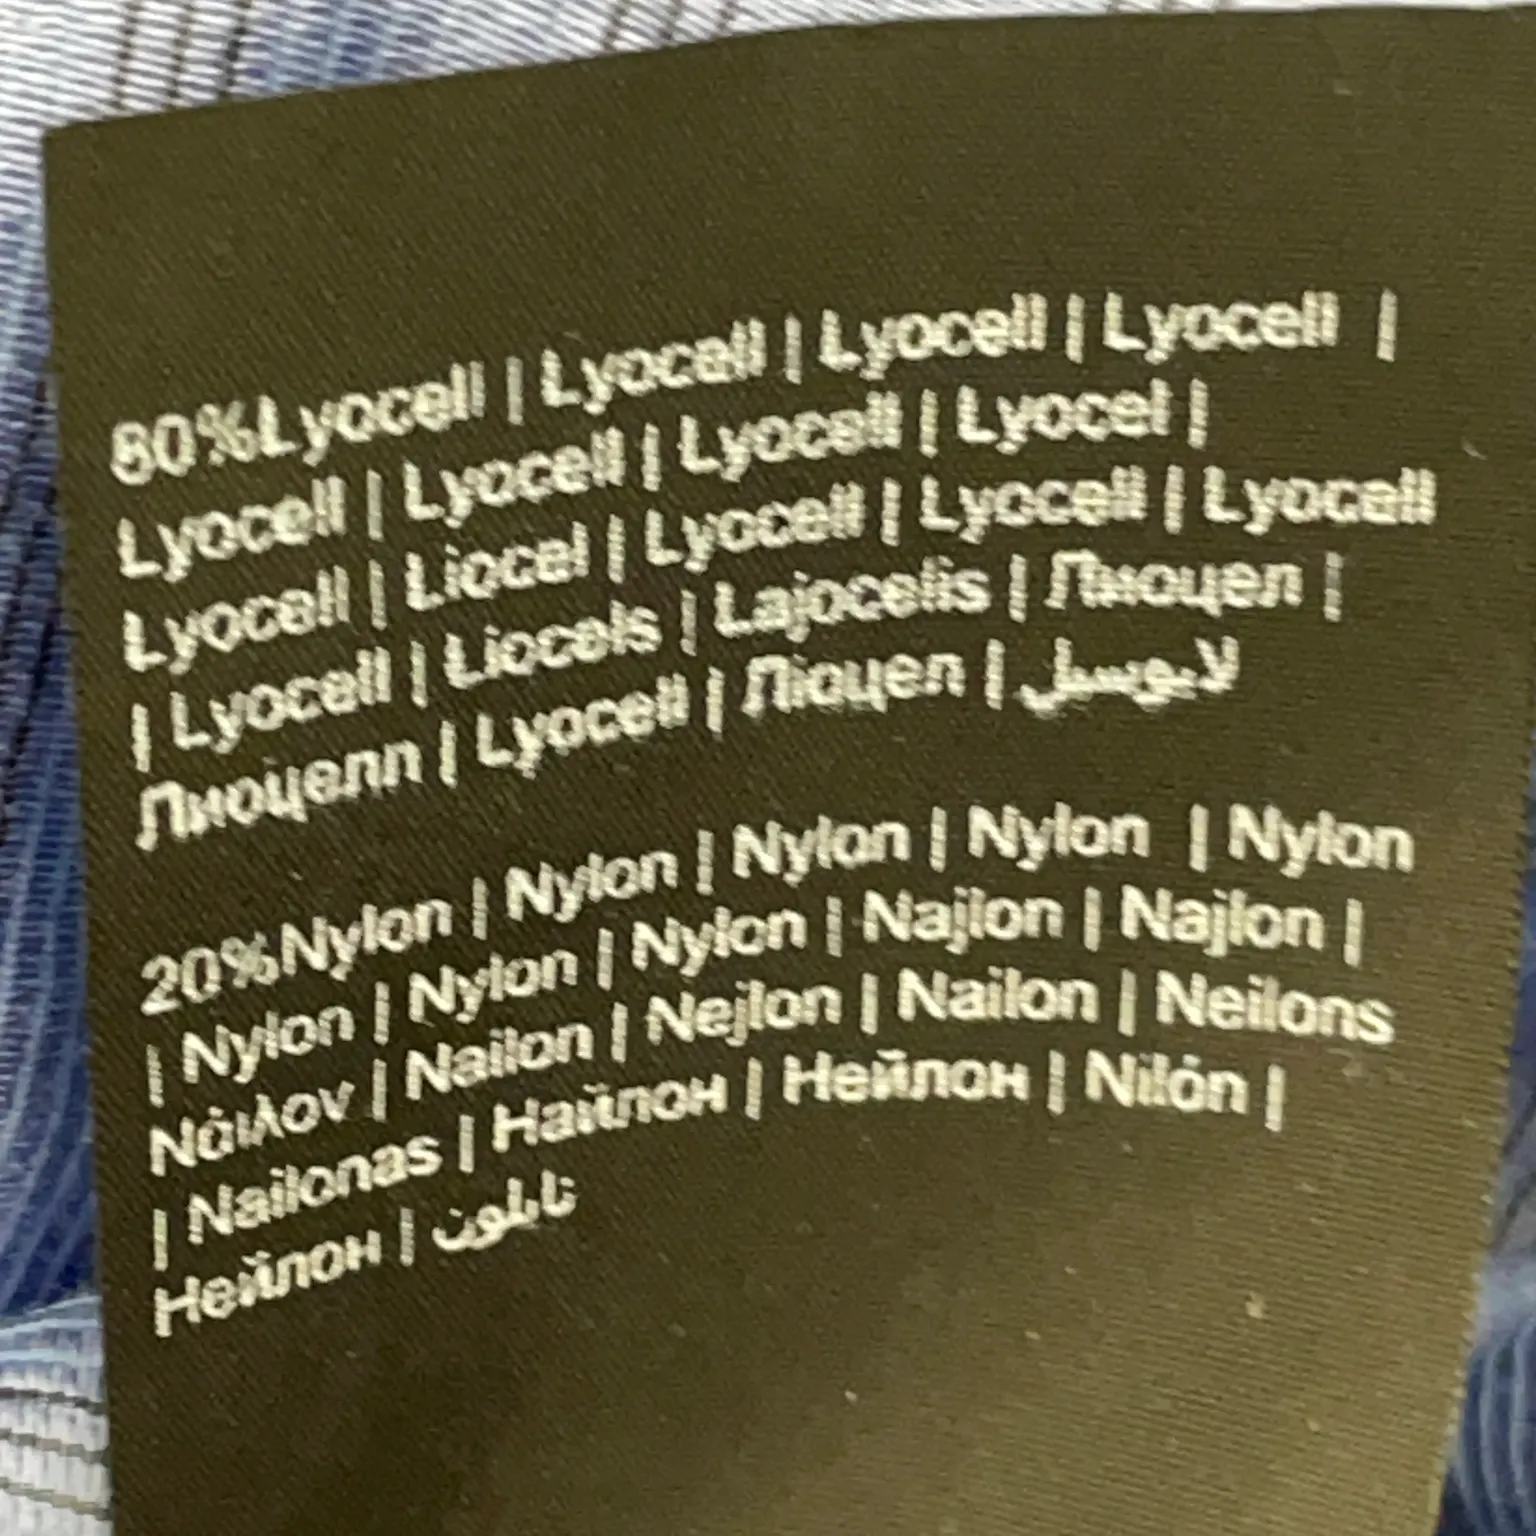 80%Lyocell | Lyocell | Lyocell | Lyocell |
Lyocell | Lyocell | Lyocell | Lyocel |
Lyocell | Liocel | Lyocell | Lyocell | Lyocell
| Lyocell | Liocels | Lajocelis | Лиоцел |
Лиоцелл | Lyocell | Ліоцел | لايوسيل
20%Nylon | Nylon | Nylon | Nylon | Nylon
| Nylon | Nylon | Nylon | Najlon | Najlon |
Νάιλον | Nailon | Nejlon | Nailon | Neilons
| Nailonas | Найлон | Нейлон | Nilón |
Нейлон | نايلون